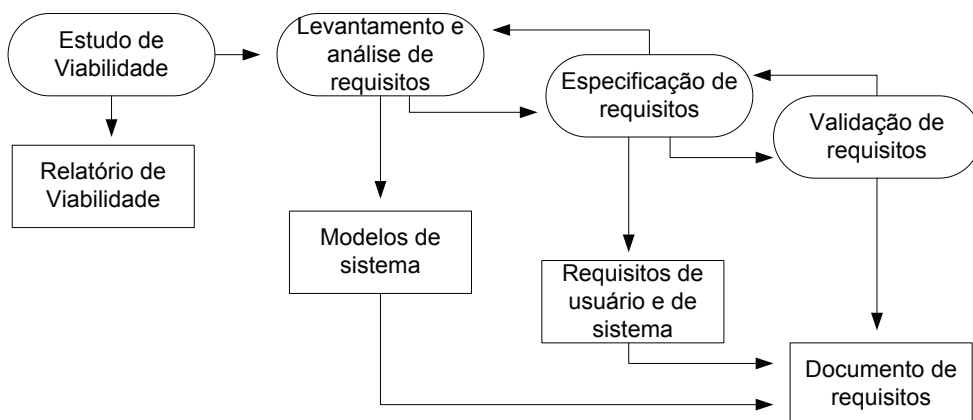 Estudo de
Viabilidade
Levantamento e
análise de
requisitos
Especificação de
requisitos
Validação de
requisitos
Relatório de
Viabilidade
Modelos de
sistema
Requisitos de
usuário e de
sistema
Documento de
requisitos